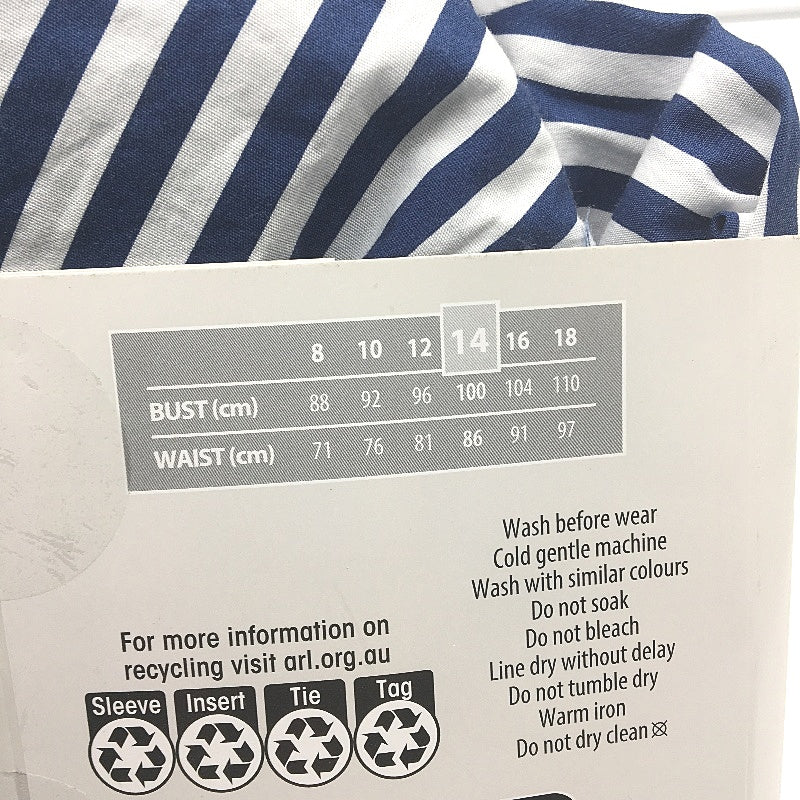 8 10 12 14 16 18
BUST (cm) 88 92 96 100 104 110
WAIST (cm) 71 76 81 86 91 97
Wash before wear
Cold gentle machine
Wash with similar colours
Do not soak
Do not bleach
Line dry without delay
Do not tumble dry
Warm iron
Do not dry clean
For more information on
recycling visit arl.org.au
Sleeve Insert Tie Tag